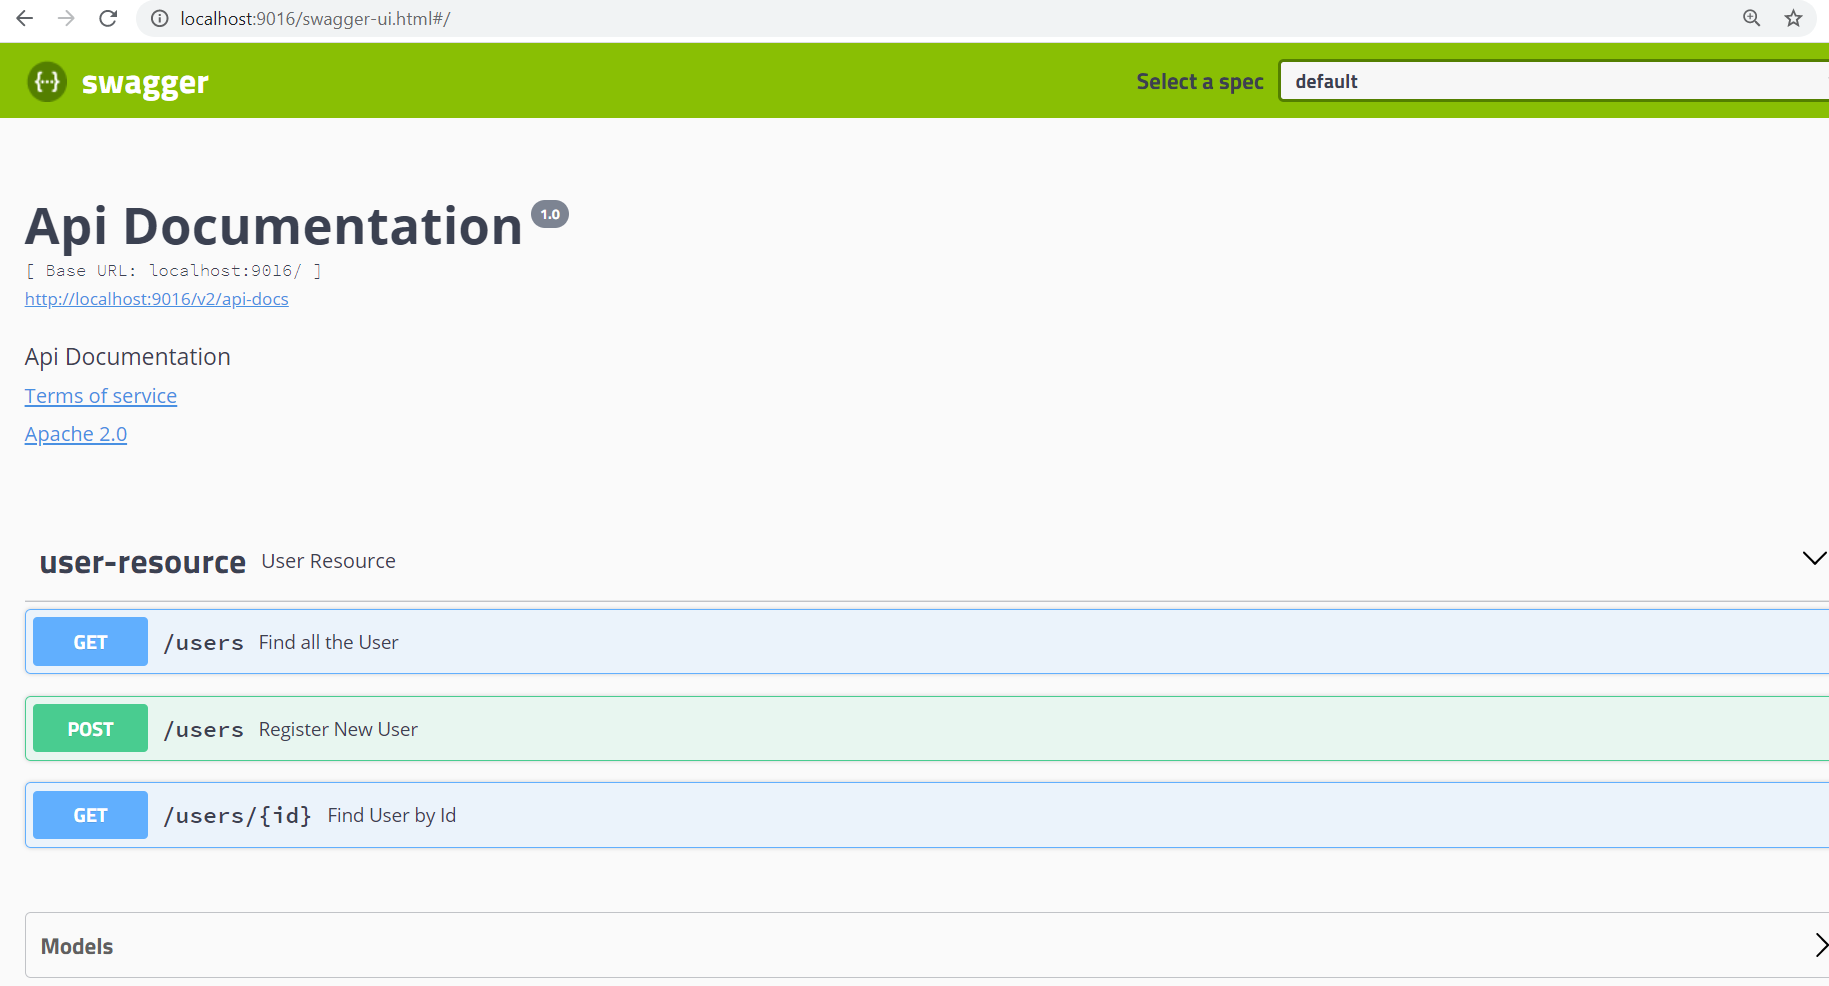 localhost:9016/swagger-ui.html#/
{···} swagger Select a spec default
Api Documentation 1.0
[ Base URL: localhost:9016/ ]
http://localhost:9016/v2/api-docs
Api Documentation
Terms of service
Apache 2.0
user-resource User Resource
GET /users Find all the User
POST /users Register New User
GET /users/{id} Find User by Id
Models